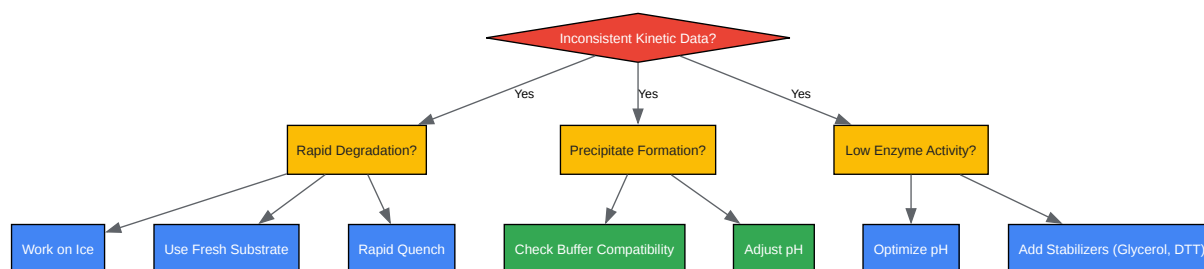 Inconsistent Kinetic Data?
Yes
Yes
Yes
Rapid Degradation?
Precipitate Formation?
Low Enzyme Activity?
Work on Ice
Use Fresh Substrate
Rapid Quench
Check Buffer Compatibility
Adjust pH
Optimize pH
Add Stabilizers (Glycerol, DTT)